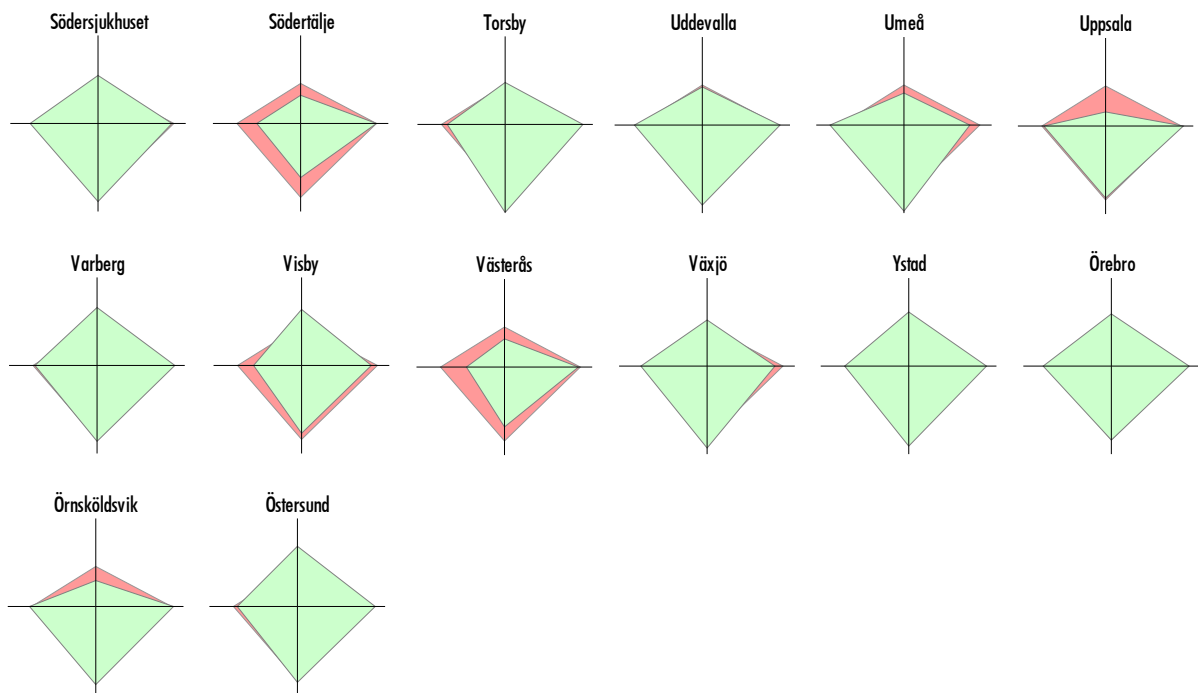 Södersjukhuset
Södertälje
Torsby
Uddevalla
Umeå
Uppsala
Varberg
Visby
Västerås
Växjö
Ystad
Örebro
Örnsköldsvik
Östersund